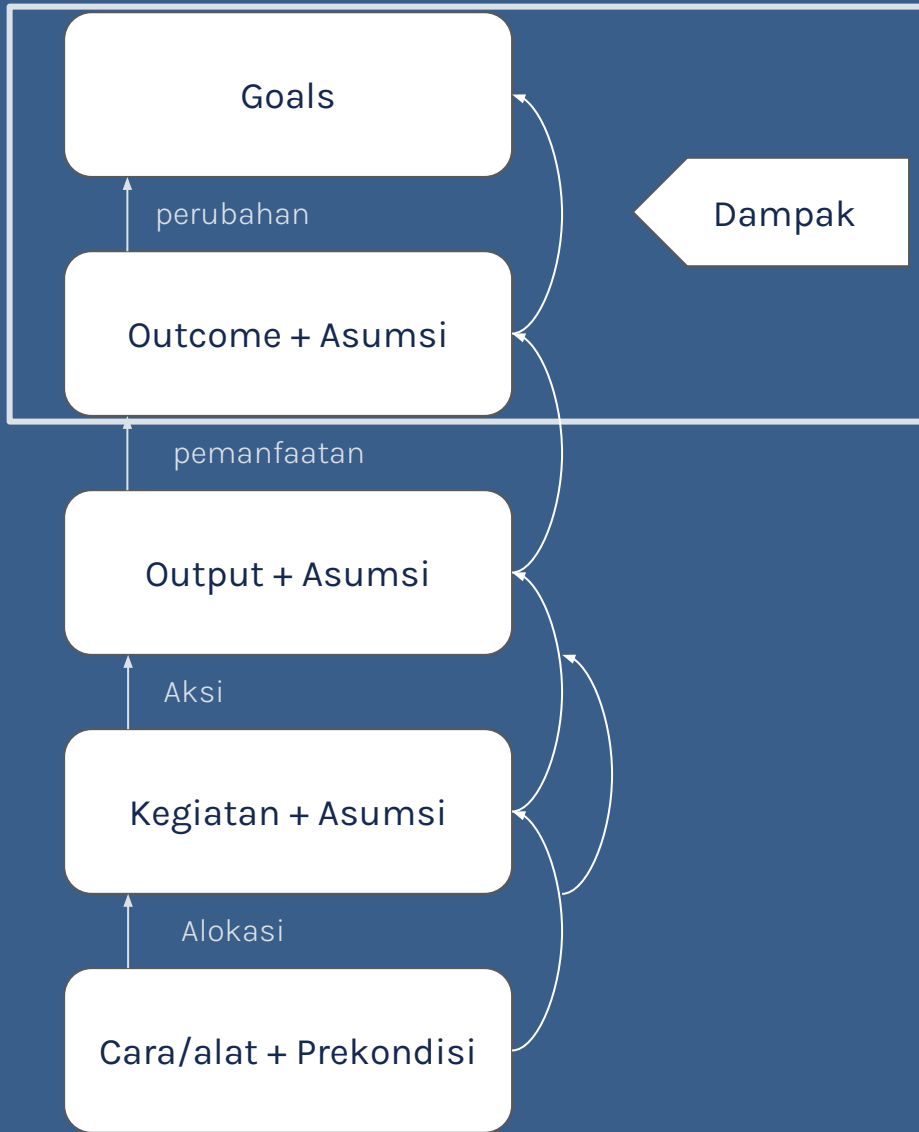 Goals
perubahan
Dampak
Outcome + Asumsi
pemanfaatan
Output + Asumsi
Aksi
Kegiatan + Asumsi
Alokasi
Cara/alat + Prekondisi